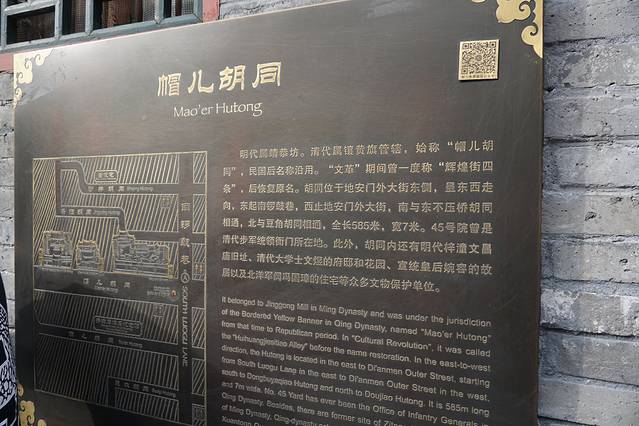 帽儿胡同
Mao'er Hutong
明代属靖恭坊。清代属镶黄旗管辖，始称“帽儿胡
同”，民国后名称沿用。“文革”期间曾一度称“辉煌街四
条”，后恢复原名。胡同位于地安门外大街东侧，呈东西走
向，东起南锣鼓巷，西止地安门外大街，南与东不压桥胡同
相通，北与豆角胡同相通，全长585米，宽7米。45号院曾是
清代步军统领衙门所在地。此外，胡同内还有明代梓潼文昌
庙旧址、清代大学士文煜的府邸和花园、宣统皇后婉容的故
居以及北洋军阀冯国璋的住宅等众多文物保护单位。
It belonged to Jinggong Mill in Ming Dynasty and was under the jurisdiction
of the Bordered Yellow Banner in Qing Dynasty, named "Mao'er Hutong"
from that time to Republican period. In "Cultural Revolution", it was called
the "Huihuangjiesitiao Alley" before the name restoration. In the east-to-west
direction, the Hutong is located in the east to Di'anmen Outer Street, starting
from South Luogu Lane in the east to Di'anmen Outer Street in the west,
south to Dongbuyaqiao Hutong and north to Doujiao Hutong. It is 585m long
and 7m wide. No. 45 Yard has ever been the Office of Infantry Generals in
Qing Dynasty. Besides, there are former site of
of Ming Dynasty, Qing-dynasty
帽儿胡同
南锣鼓巷
SOUTH LUOGU LANE